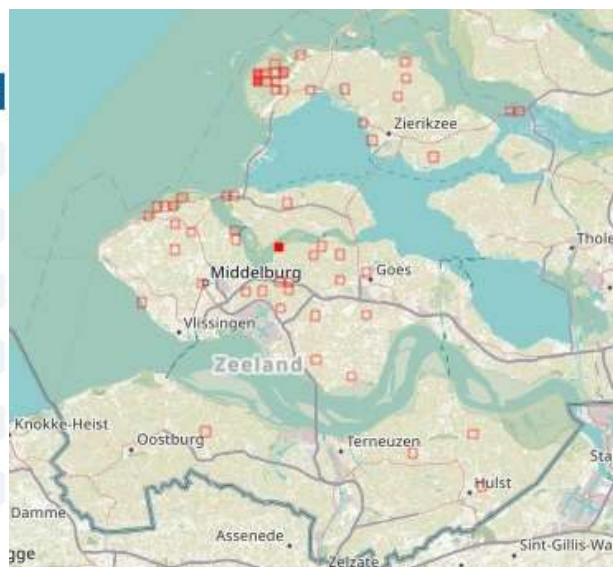 Zierikzee
Thole
Middelburg
Goes
Vlissingen
Zeeland
Knokke-Heist
Oostburg
Terneuzen
Sta
Hulst
Damme
Assenede
Sint-Gillis-Wa
gge
Zelzate